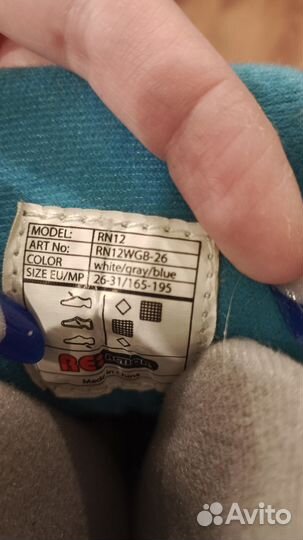 MODEL: RN12
ART No: RN12WGB-26
COLOR white/gray/blue
SIZE EU/MP 26-31/165-195
REACTION
Made in China
Avito